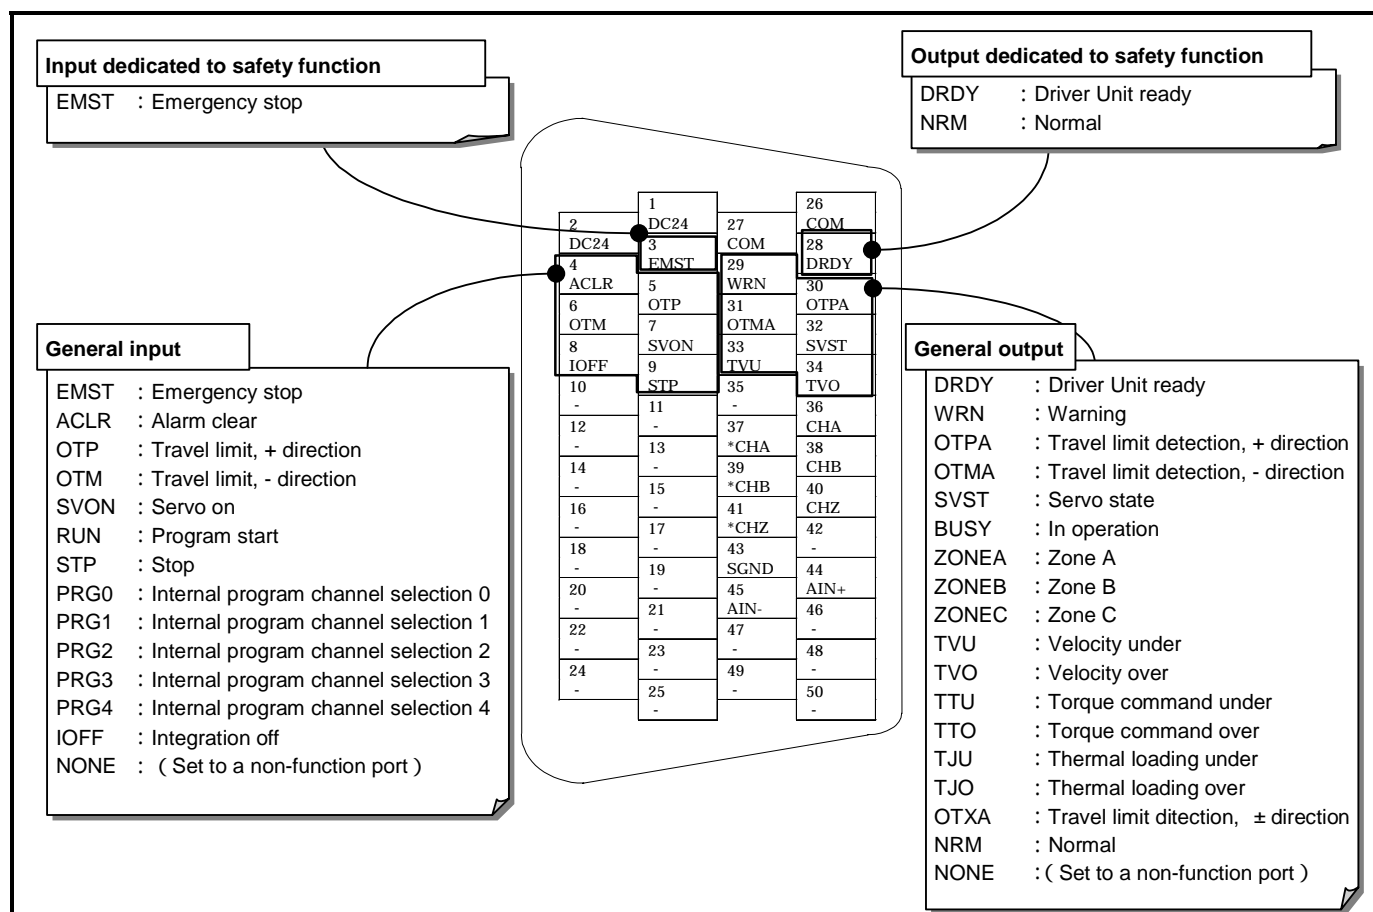 Input dedicated to safety function
EMST : Emergency stop
Output dedicated to safety function
DRDY : Driver Unit ready
NRM : Normal
1
DC24
2
DC24
3
EMST
4
ACLR
5
OTP
6
OTM
7
SVON
8
IOFF
9
STP
10
-
11
-
12
-
13
-
14
-
15
-
16
-
17
-
18
-
19
-
20
-
21
-
22
-
23
-
24
-
25
-
26
COM
27
COM
28
DRDY
29
WRN
30
OTPA
31
OTMA
32
SVST
33
TVU
34
TVO
35
-
36
CHA
37
*CHA
38
CHB
39
*CHB
40
CHZ
41
*CHZ
42
-
43
SGND
44
AIN+
45
AIN-
46
-
47
-
48
-
49
-
50
-
General input
EMST : Emergency stop
ACLR : Alarm clear
OTP : Travel limit, + direction
OTM : Travel limit, - direction
SVON : Servo on
RUN : Program start
STP : Stop
PRG0 : Internal program channel selection 0
PRG1 : Internal program channel selection 1
PRG2 : Internal program channel selection 2
PRG3 : Internal program channel selection 3
PRG4 : Internal program channel selection 4
IOFF : Integration off
NONE : ( Set to a non-function port )
General output
DRDY : Driver Unit ready
WRN : Warning
OTPA : Travel limit detection, + direction
OTMA : Travel limit detection, - direction
SVST : Servo state
BUSY : In operation
ZONEA : Zone A
ZONEB : Zone B
ZONEC : Zone C
TVU : Velocity under
TVO : Velocity over
TTU : Torque command under
TTO : Torque command over
TJU : Thermal loading under
TJO : Thermal loading over
OTXA : Travel limit ditection, ± direction
NRM : Normal
NONE : ( Set to a non-function port )